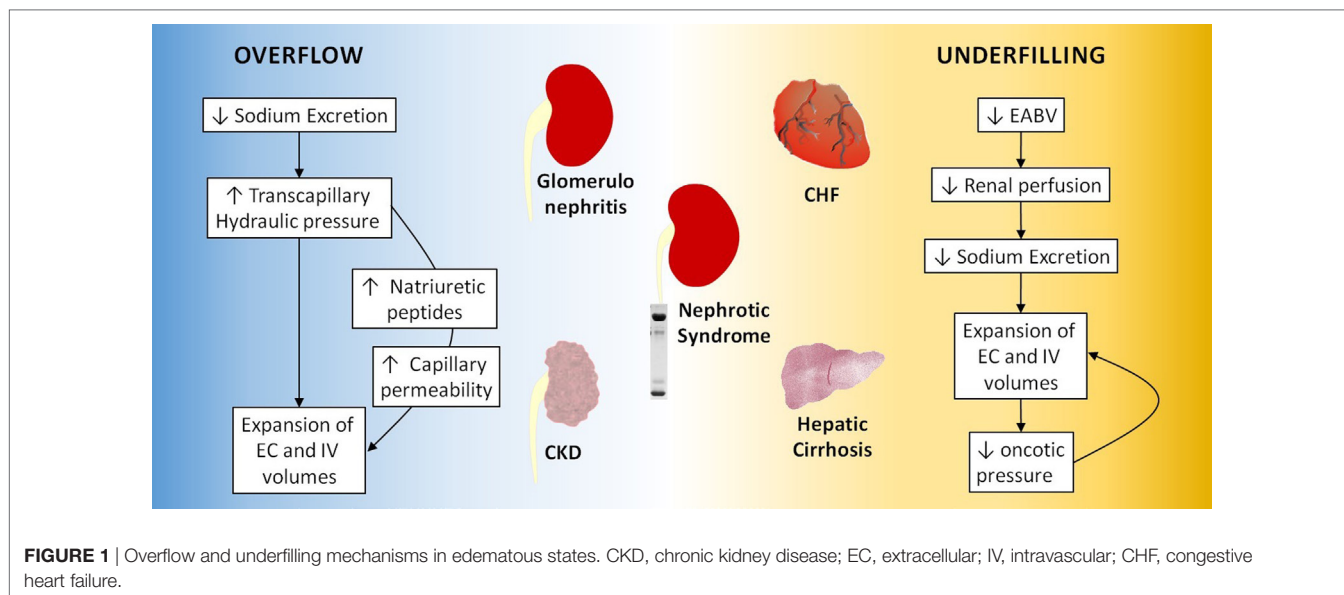 OVERFLOW
↓ Sodium Excretion
↑ Transcapillary
Hydraulic pressure
↑ Natriuretic
peptides
↑ Capillary
permeability
Expansion of
EC and IV
volumes
Glomerulo
nephritis
CKD
Nephrotic
Syndrome
CHF
Hepatic
Cirrhosis
UNDERFILLING
↓ EABV
↓ Renal perfusion
↓ Sodium Excretion
Expansion of
EC and IV
volumes
↓ oncotic
pressure
FIGURE 1 | Overflow and underfilling mechanisms in edematous states. CKD, chronic kidney disease; EC, extracellular; IV, intravascular; CHF, congestive
heart failure.